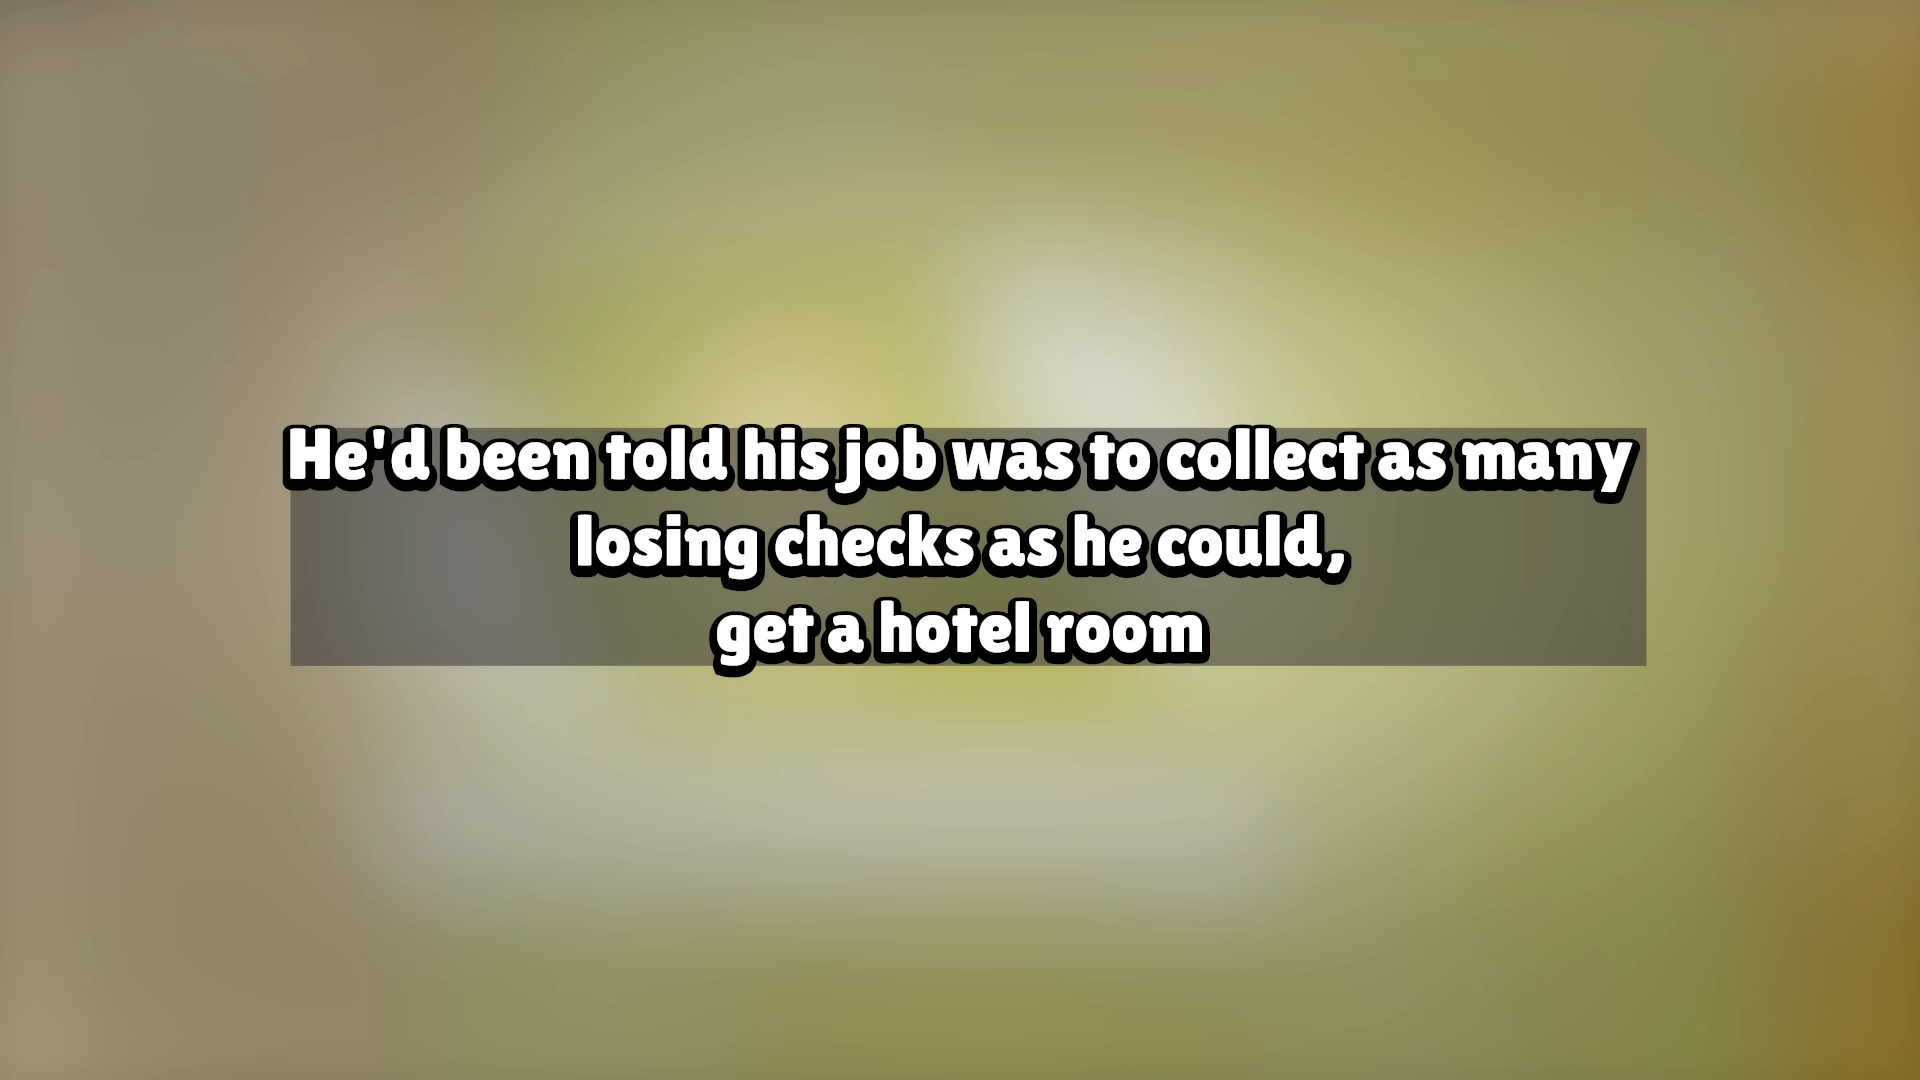 He'd been told his job was to collect as many
losing checks as he could,
get a hotel room